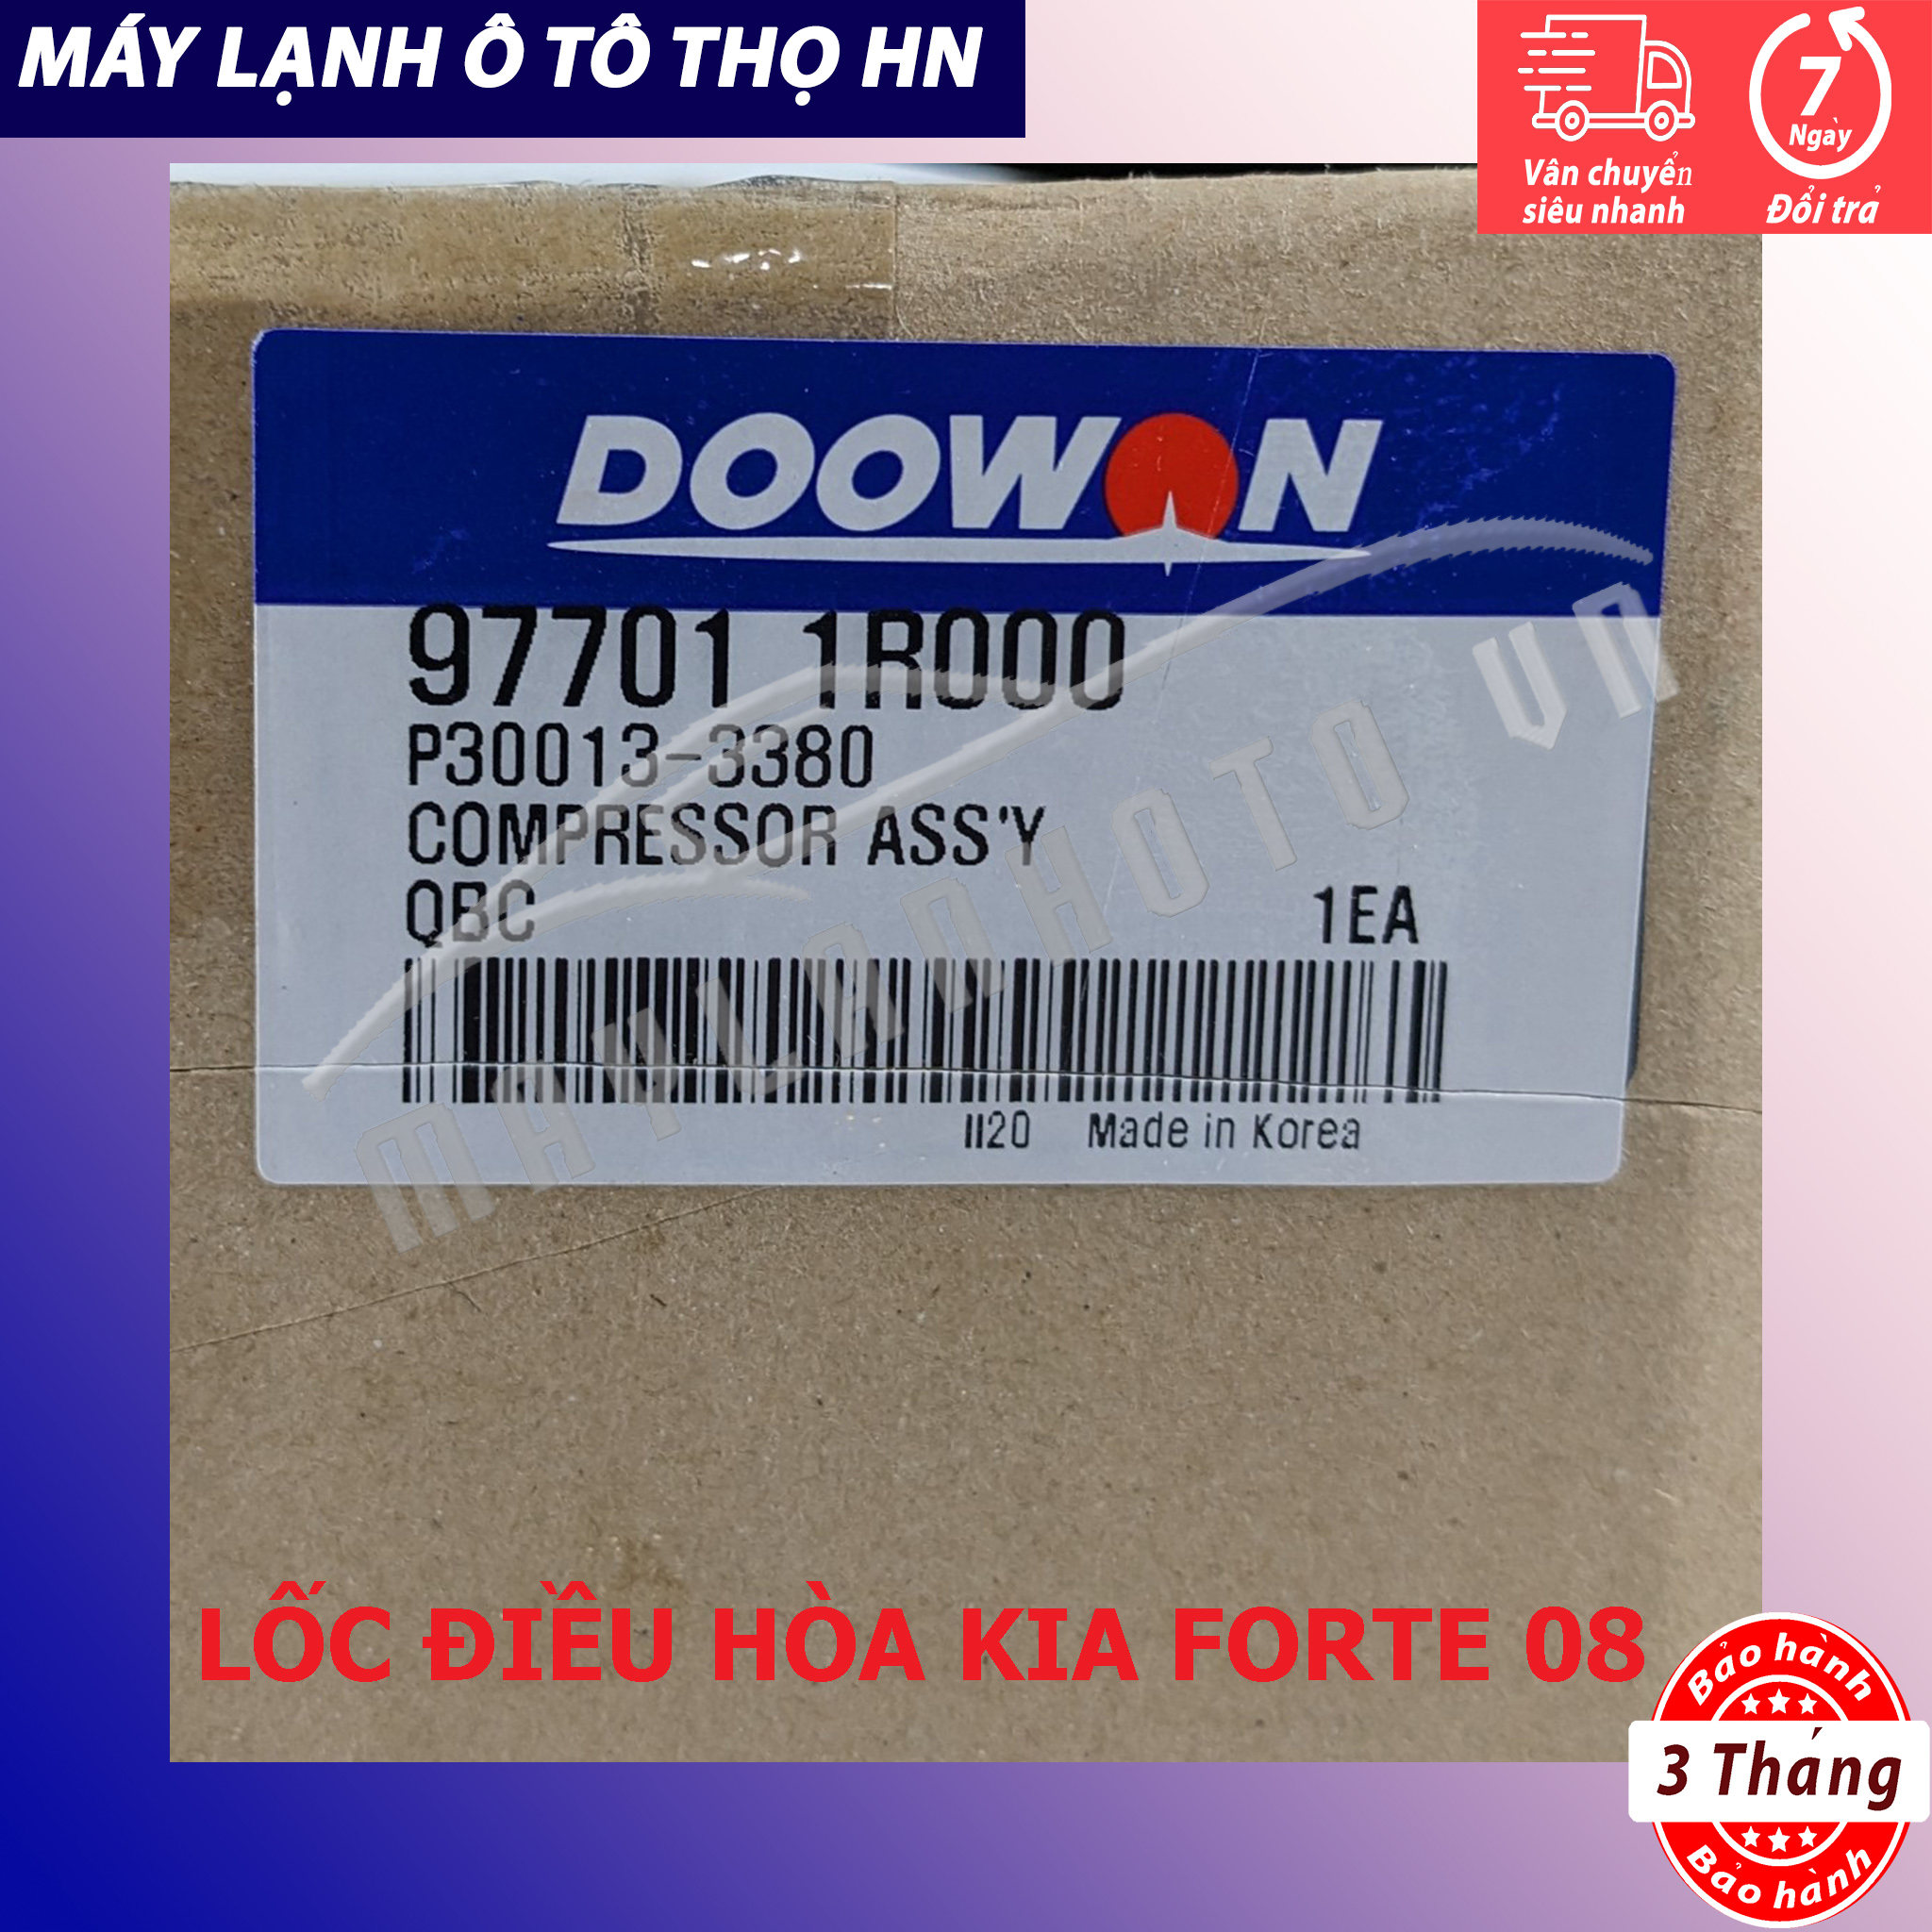 MÁY LẠNH Ô TÔ THỌ HN
Vân chuyển
siêu nhanh
7
Ngày
Đổi trả
DOOWON
97701 1R000
P30013-3380
COMPRESSOR ASS'Y
QBC 1EA
II20 Made in Korea
MAYLANHOTO VN
LỐC ĐIỀU HÒA KIA FORTE 08
Bảo hành
3 Tháng
Bảo hành